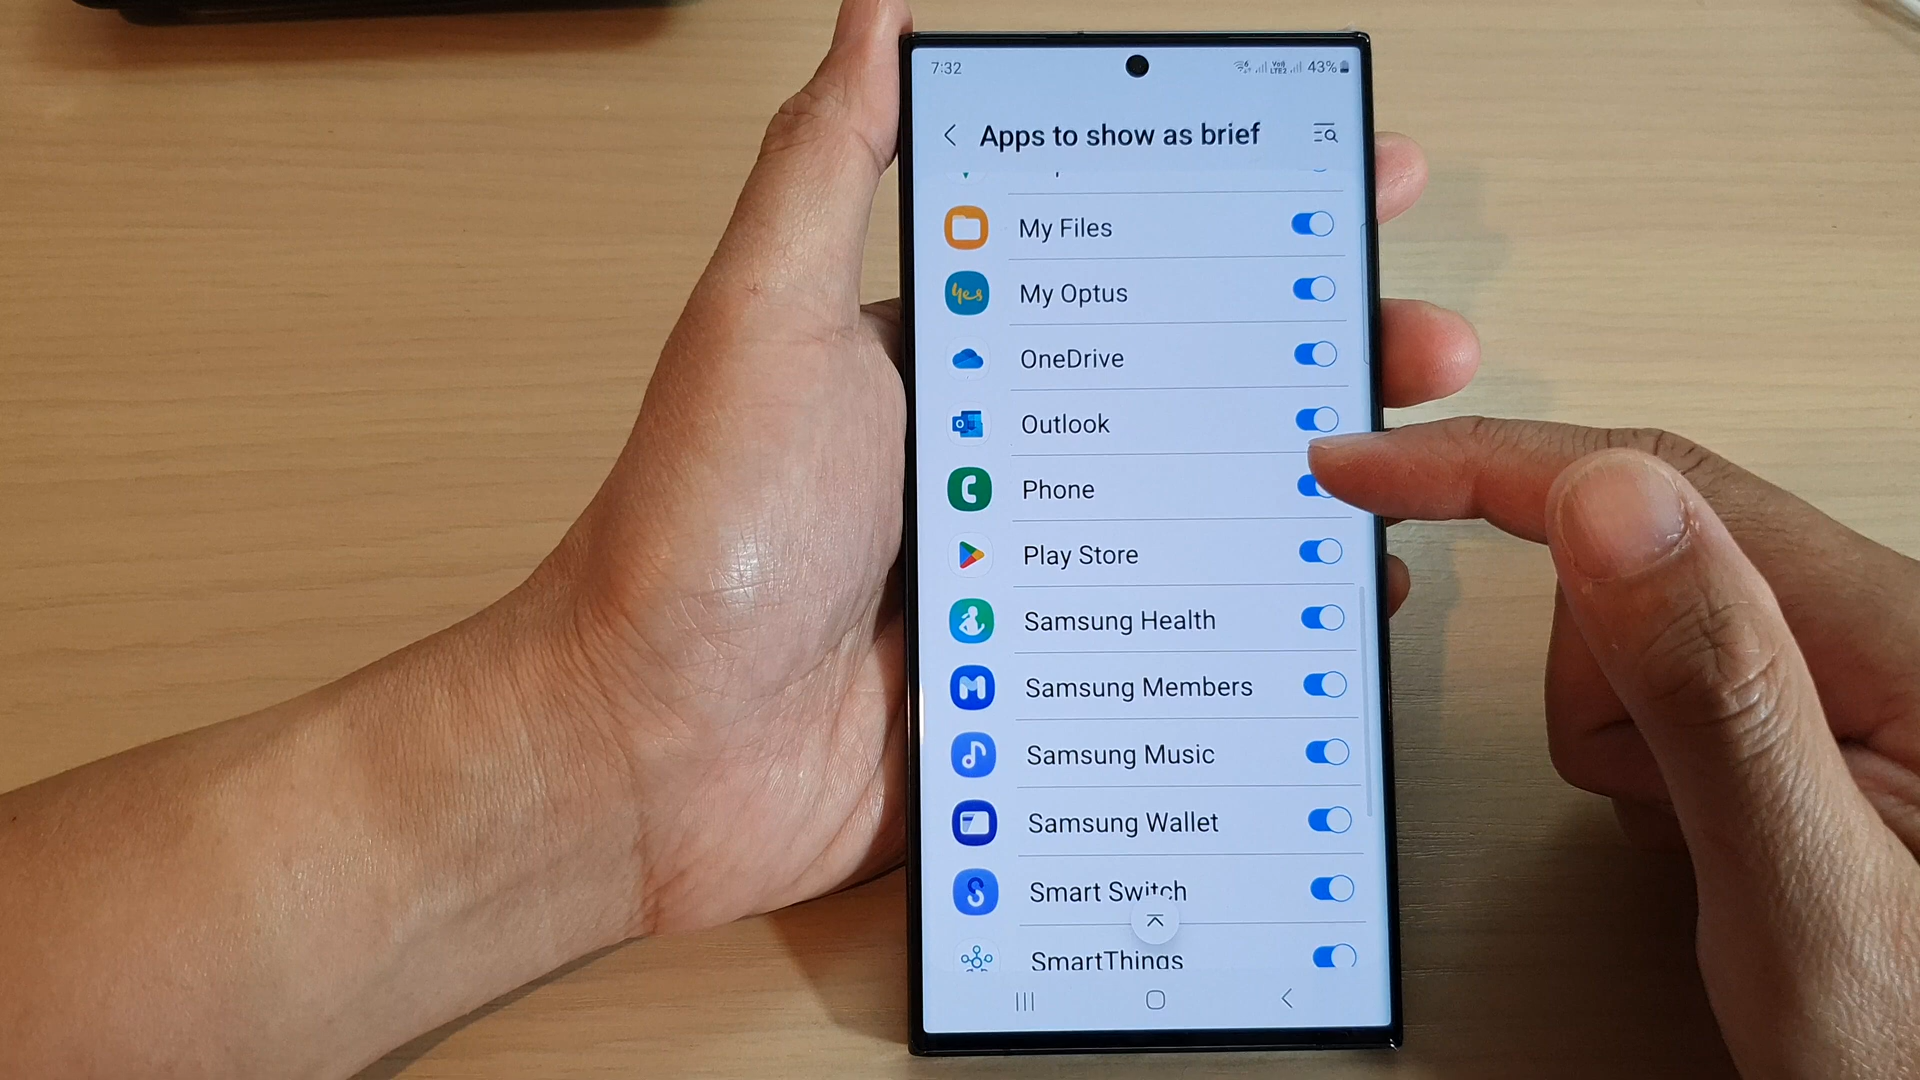 7:32
43%
Apps to show as brief
My Files
yes
My Optus
OneDrive
Outlook
Phone
Play Store
Samsung Health
Samsung Members
Samsung Music
Samsung Wallet
Smart Switch
SmartThings